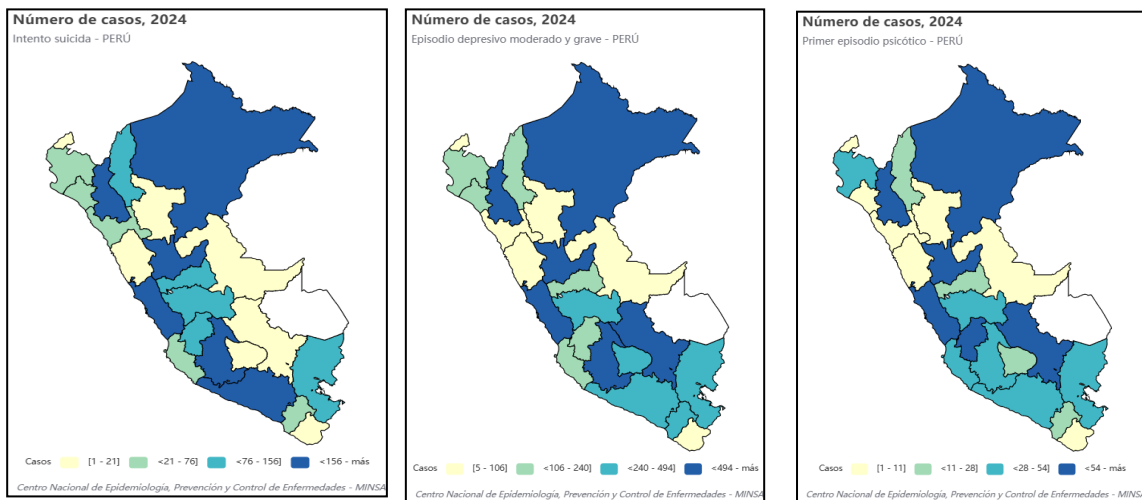 Número de casos, 2024
Intento suicida - PERÚ
Casos [1 - 21] <21 - 76] <76 - 156] <156 - más
Centro Nacional de Epidemiología, Prevención y Control de Enfermedades - MINSA
Número de casos, 2024
Episodio depresivo moderado y grave - PERÚ
Casos [5 - 106] <106 - 240] <240 - 494] <494 - más
Centro Nacional de Epidemiología, Prevención y Control de Enfermedades - MINSA
Número de casos, 2024
Primer episodio psicótico - PERÚ
Casos [1 - 11] <11 - 28] <28 - 54] <54 - más
Centro Nacional de Epidemiología, Prevención y Control de Enfermedades - MINSA